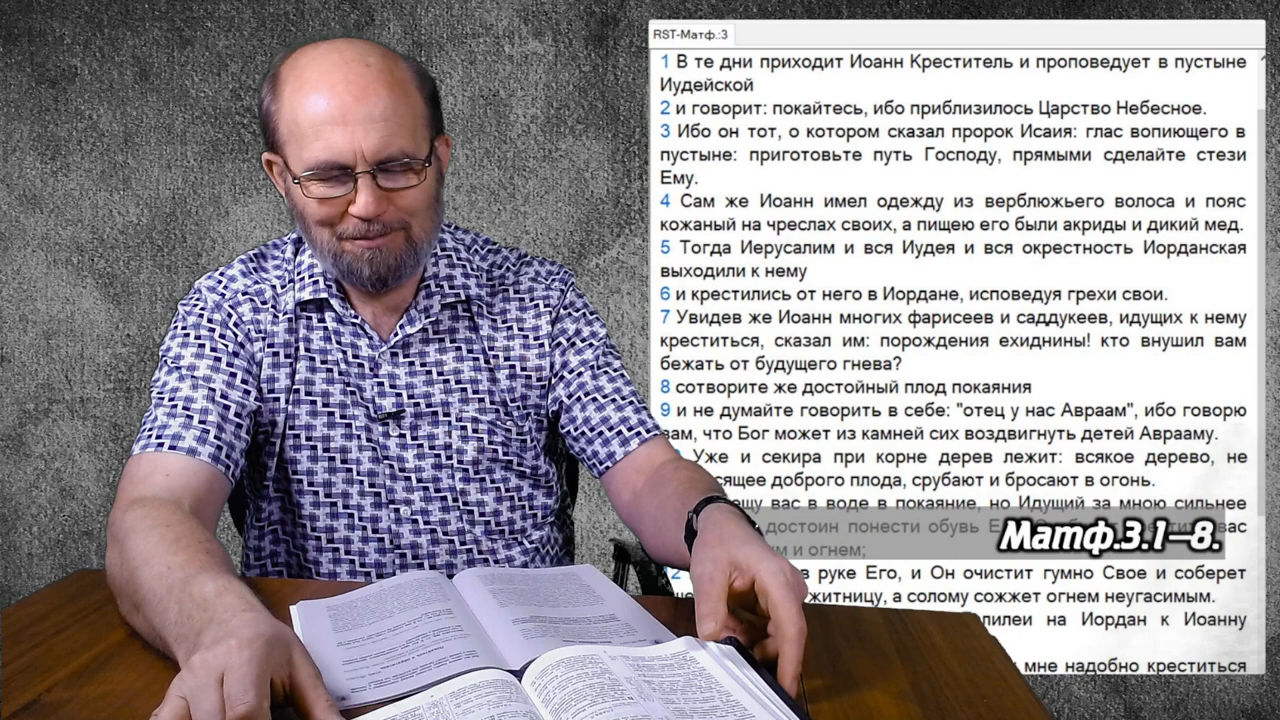 RST-Матф.:3
1 В те дни приходит Иоанн Креститель и проповедует в пустыне
Иудейской
2 и говорит: покайтесь, ибо приблизилось Царство Небесное.
3 Ибо он тот, о котором сказал пророк Исаия: глас вопиющего в
пустыне: приготовьте путь Господу, прямыми сделайте стези
Ему.
4 Сам же Иоанн имел одежду из верблюжьего волоса и пояс
кожаный на чреслах своих, а пищею его были акриды и дикий мед.
5 Тогда Иерусалим и вся Иудея и вся окрестность Иорданская
выходили к нему
6 и крестились от него в Иордане, исповедуя грехи свои.
7 Увидев же Иоанн многих фарисеев и саддукеев, идущих к нему
креститься, сказал им: порождения ехиднины! кто внушил вам
бежать от будущего гнева?
8 сотворите же достойный плод покаяния
9 и не думайте говорить в себе: "отец у нас Авраам", ибо говорю
вам, что Бог может из камней сих воздвигнуть детей Аврааму.
Уже и секира при корне дерев лежит: всякое дерево, не
доброго плода, срубают и бросают в огонь.
вас в воде в покаяние, но Идущий за мною сильнее
достоин понести обувь вас
и огнем;
Матф.3.1–8.
в руке Его, и Он очистит гумно Свое и соберет
житницу, а солому сожжет огнем неугасимым.
на Иордан к Иоанну
мне надобно креститься